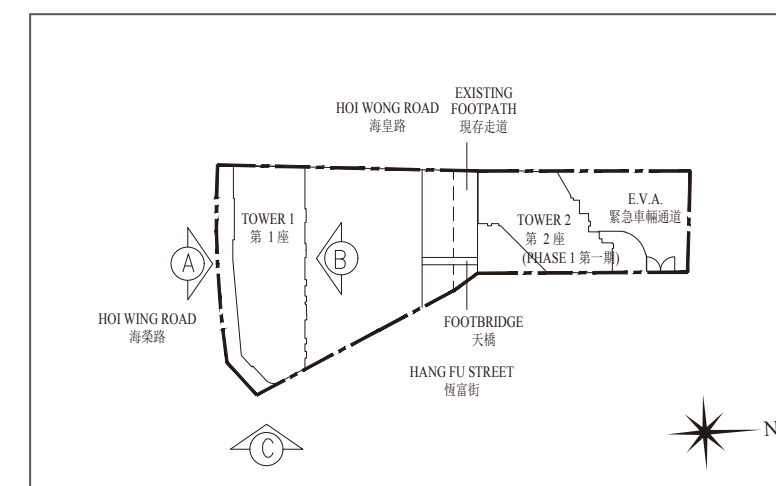 EXISTING
FOOTPATH
現存走道
HOI WONG ROAD
海皇路
TOWER 1
第 1 座
TOWER 2
第 2 座
(PHASE 1 第一期)
E.V.A.
緊急車輛通道
A
B
HOI WING ROAD
海榮路
FOOTBRIDGE
天橋
HANG FU STREET
恆富街
C
N